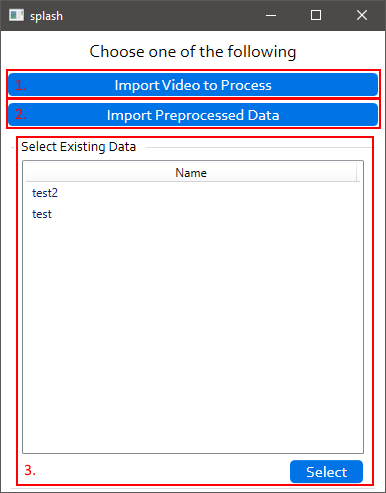 splash
Choose one of the following
1. Import Video to Process
2. Import Preprocessed Data
Select Existing Data
Name
test2
test
3. Select